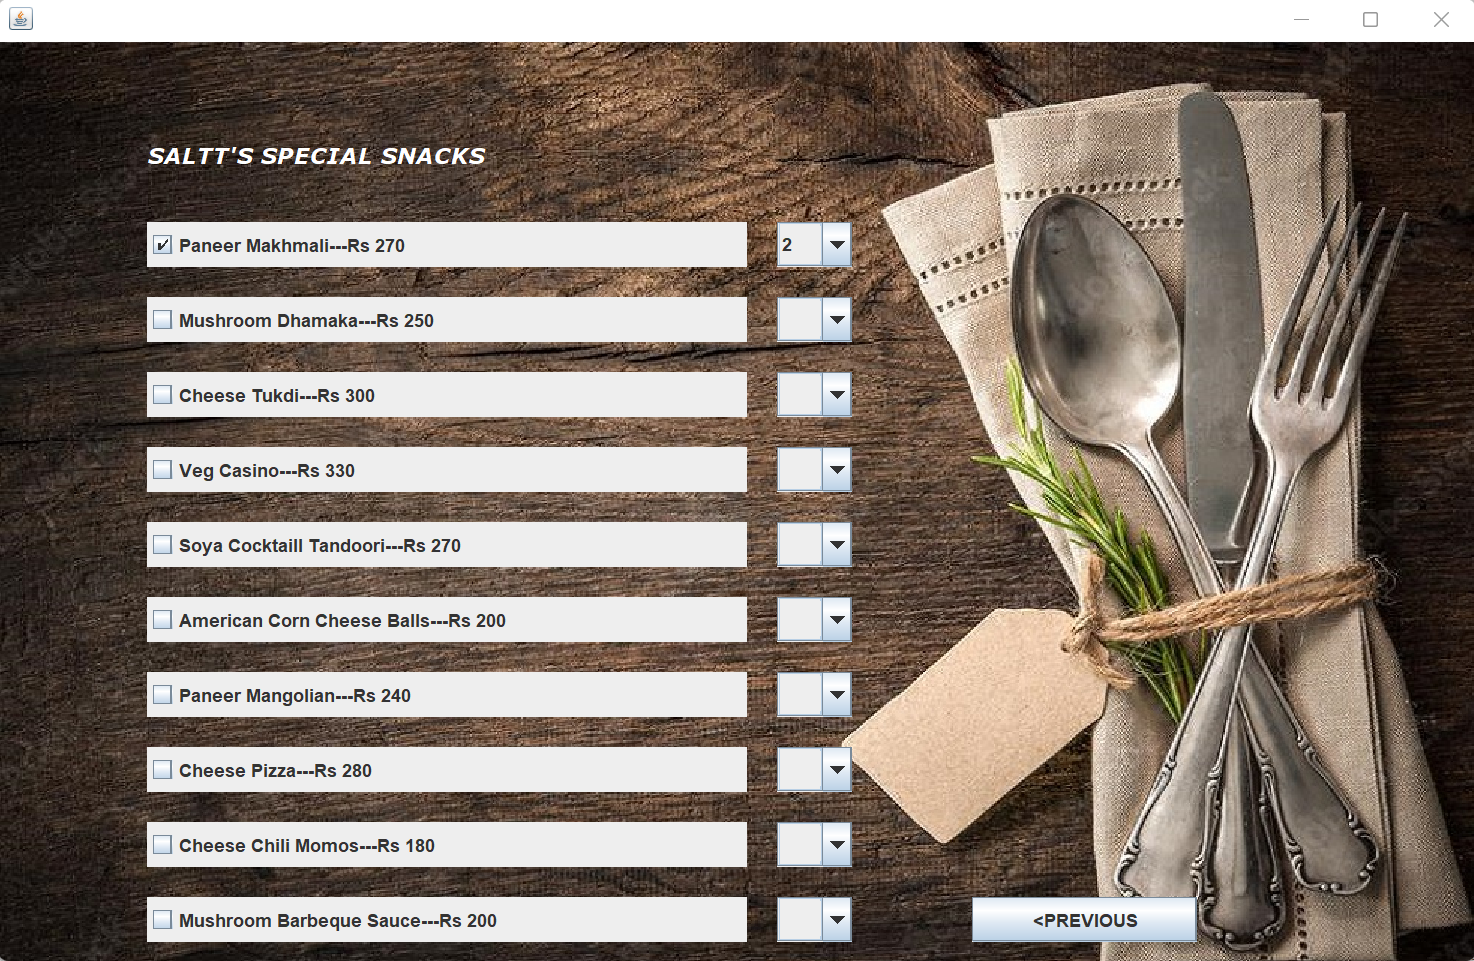 SALTT'S SPECIAL SNACKS
Paneer Makhmali---Rs 270
2
Mushroom Dhamaka---Rs 250
Cheese Tukdi---Rs 300
Veg Casino---Rs 330
Soya Cocktaill Tandoori---Rs 270
American Corn Cheese Balls---Rs 200
Paneer Mangolian---Rs 240
Cheese Pizza---Rs 280
Cheese Chili Momos---Rs 180
Mushroom Barbeque Sauce---Rs 200
<PREVIOUS